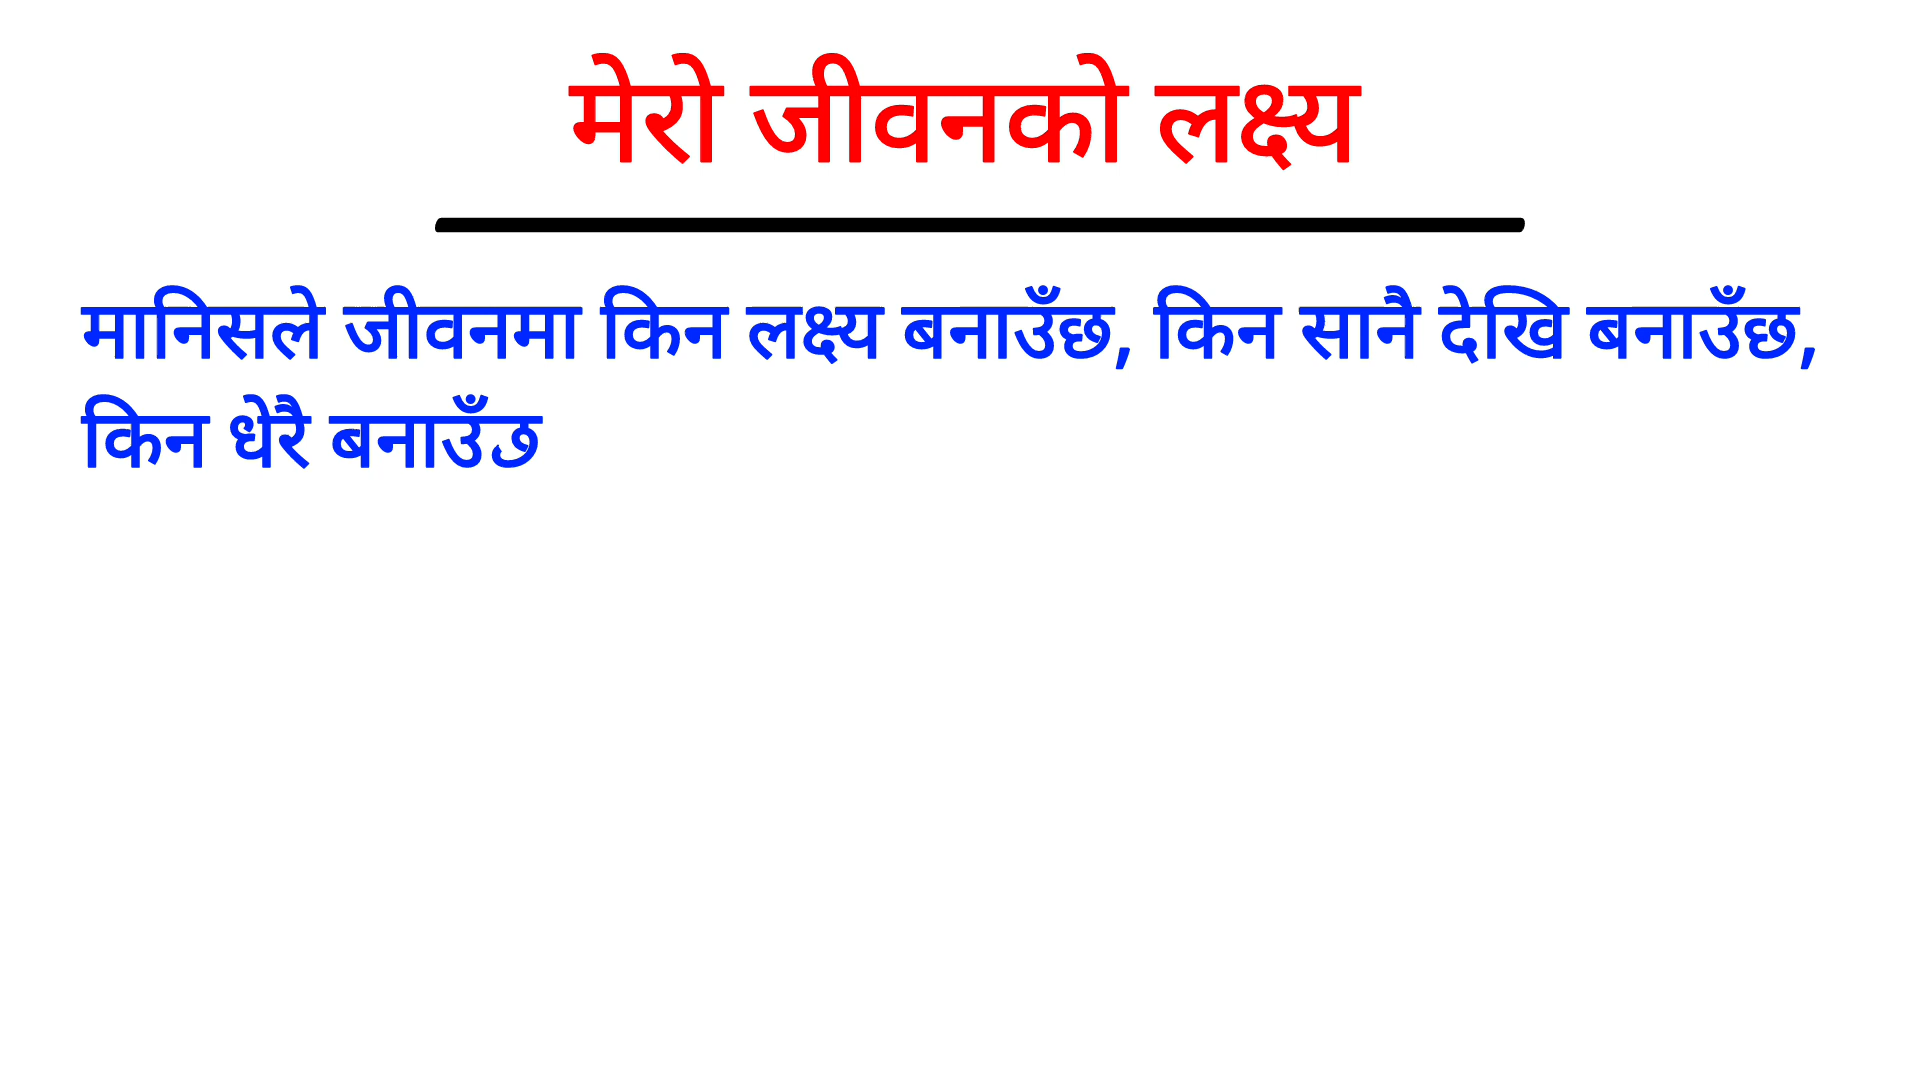 मेरो जीवनको लक्ष्य
मानिसले जीवनमा किन लक्ष्य बनाउँछ, किन सानै देखि बनाउँछ,
किन धेरै बनाउँछ